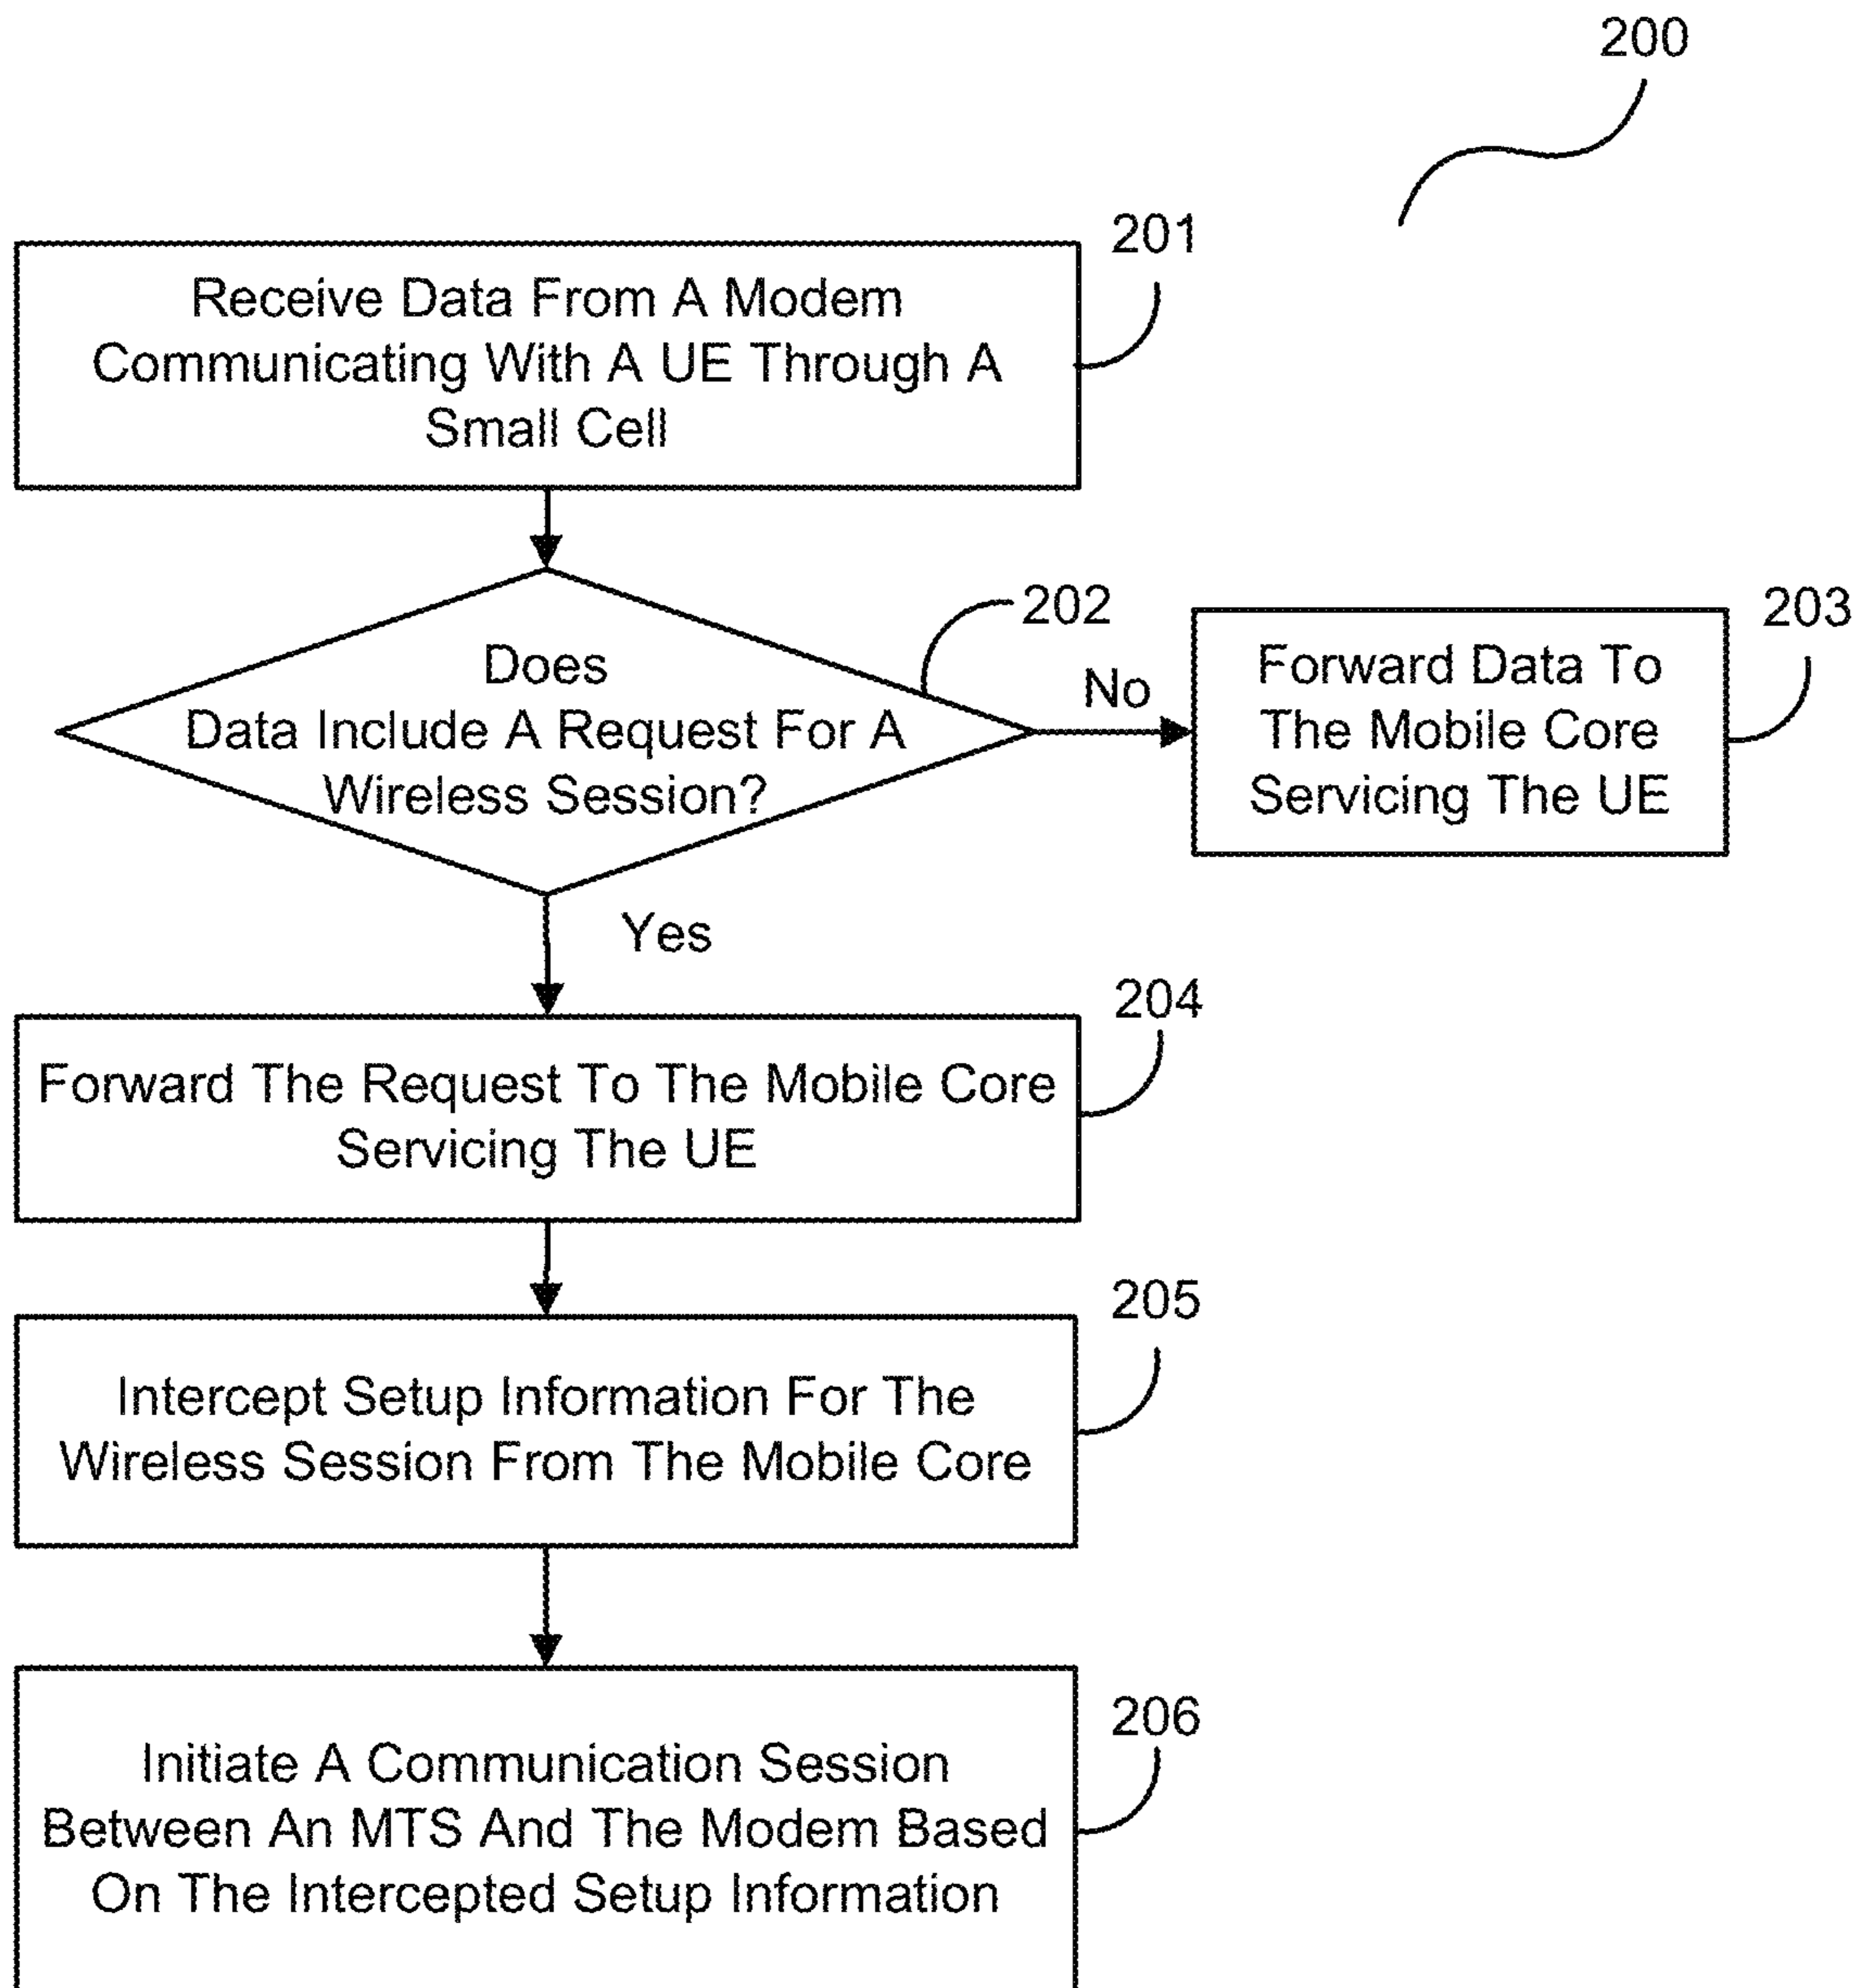 200
201
Receive Data From A Modem
Communicating With A UE Through A
Small Cell
202
203
Does
Data Include A Request For A
Wireless Session?
No
Forward Data To
The Mobile Core
Servicing The UE
Yes
204
Forward The Request To The Mobile Core
Servicing The UE
205
Intercept Setup Information For The
Wireless Session From The Mobile Core
206
Initiate A Communication Session
Between An MTS And The Modem Based
On The Intercepted Setup Information